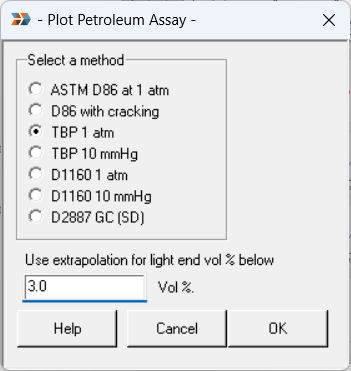 - Plot Petroleum Assay -
Select a method
ASTM D86 at 1 atm
D86 with cracking
TBP 1 atm
TBP 10 mmHg
D1160 1 atm
D1160 10 mmHg
D2887 GC (SD)
Use extrapolation for light end vol % below
3.0 Vol %.
Help Cancel OK